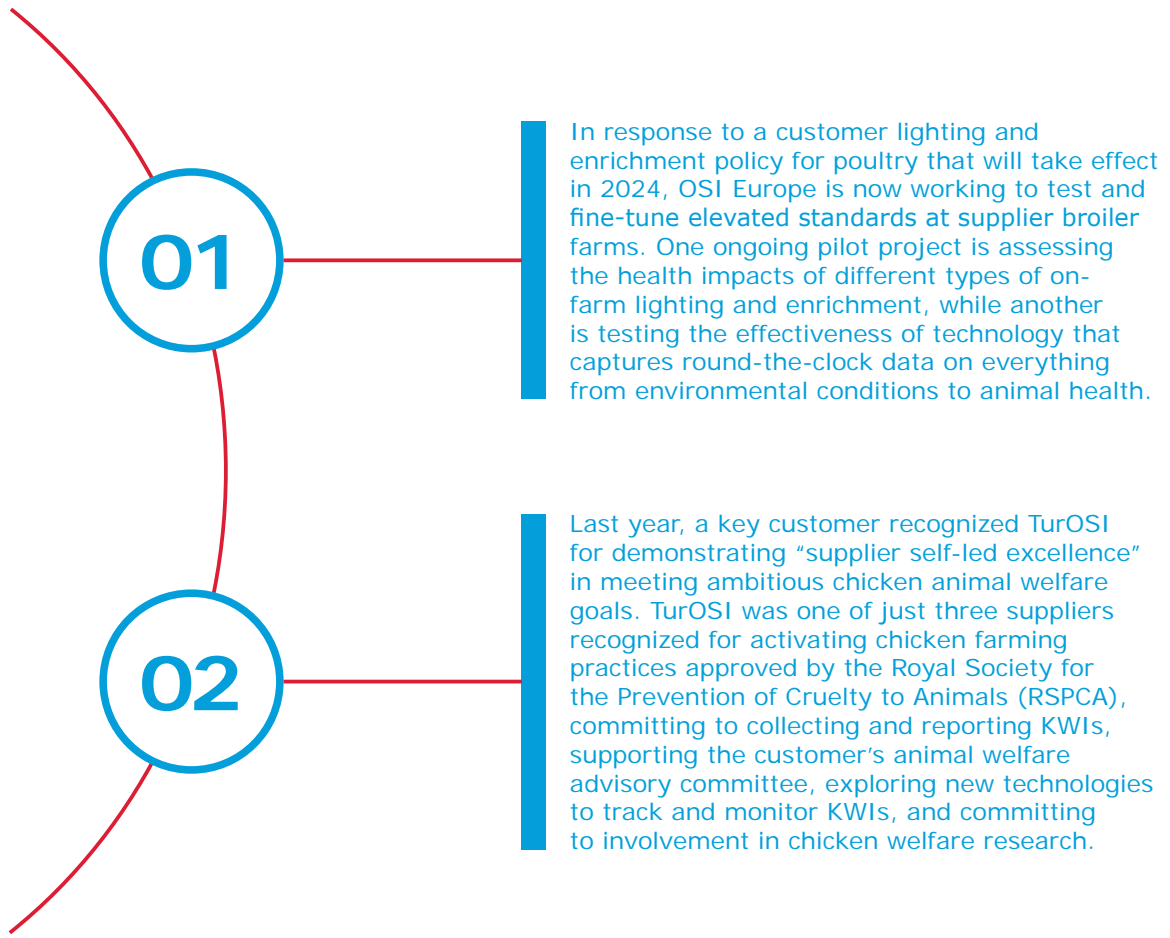 01
In response to a customer lighting and
enrichment policy for poultry that will take effect
in 2024, OSI Europe is now working to test and
fine-tune elevated standards at supplier broiler
farms. One ongoing pilot project is assessing
the health impacts of different types of on-
farm lighting and enrichment, while another
is testing the effectiveness of technology that
captures round-the-clock data on everything
from environmental conditions to animal health.
02
Last year, a key customer recognized TurOSI
for demonstrating “supplier self-led excellence”
in meeting ambitious chicken animal welfare
goals. TurOSI was one of just three suppliers
recognized for activating chicken farming
practices approved by the Royal Society for
the Prevention of Cruelty to Animals (RSPCA),
committing to collecting and reporting KWIs,
supporting the customer’s animal welfare
advisory committee, exploring new technologies
to track and monitor KWIs, and committing
to involvement in chicken welfare research.